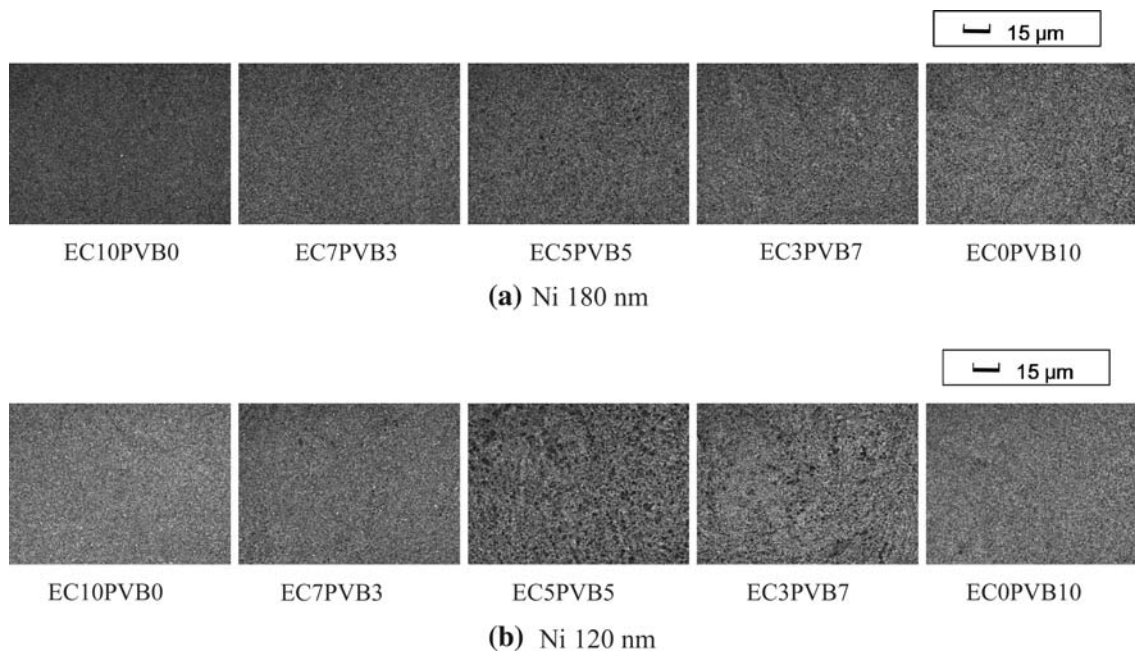 15 µm
EC10PVB0 EC7PVB3 EC5PVB5 EC3PVB7 EC0PVB10
(a) Ni 180 nm
15 µm
EC10PVB0 EC7PVB3 EC5PVB5 EC3PVB7 EC0PVB10
(b) Ni 120 nm